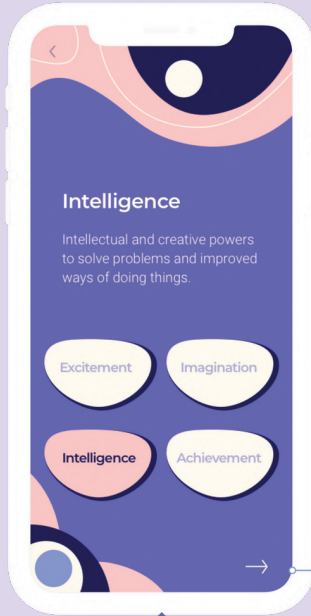 Intelligence
Intellectual and creative powers
to solve problems and improved
ways of doing things.
Excitement
Imagination
Intelligence
Achievement